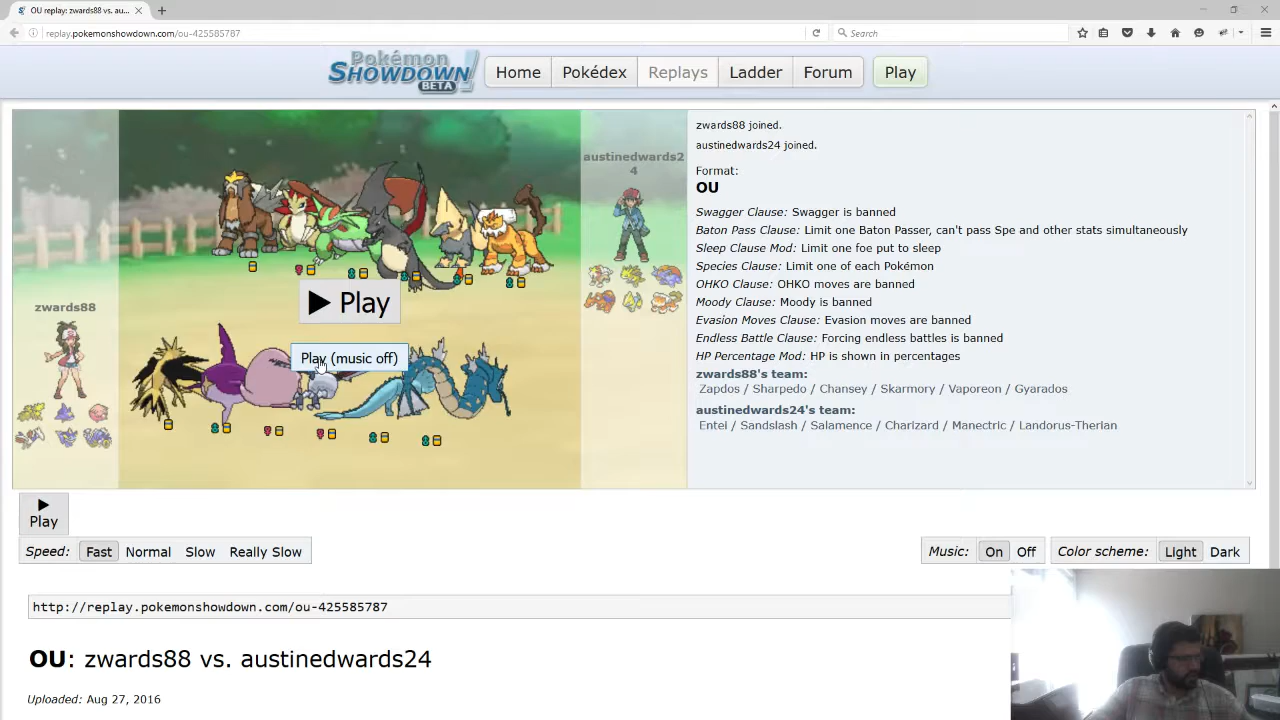 OU replay: zwards88 vs. au...
replay.pokemonshowdown.com/ou-425585787
Search
Pokémon
SHOWDOWN!
BETA
Home
Pokédex
Replays
Ladder
Forum
Play
zwards88
austinedwards2
4
Play
Play (music off)
zwards88 joined.
austinedwards24 joined.
Format:
OU
Swagger Clause: Swagger is banned
Baton Pass Clause: Limit one Baton Passer, can't pass Spe and other stats simultaneously
Sleep Clause Mod: Limit one foe put to sleep
Species Clause: Limit one of each Pokémon
OHKO Clause: OHKO moves are banned
Moody Clause: Moody is banned
Evasion Moves Clause: Evasion moves are banned
Endless Battle Clause: Forcing endless battles is banned
HP Percentage Mod: HP is shown in percentages
zwards88's team:
Zapdos / Sharpedo / Chansey / Skarmory / Vaporeon / Gyarados
austinedwards24's team:
Entei / Sandslash / Salamence / Charizard / Manectric / Landorus-Therian
Play
Speed: Fast Normal Slow Really Slow
Music: On Off
Color scheme: Light Dark
http://replay.pokemonshowdown.com/ou-425585787
OU: zwards88 vs. austinedwards24
Uploaded: Aug 27, 2016